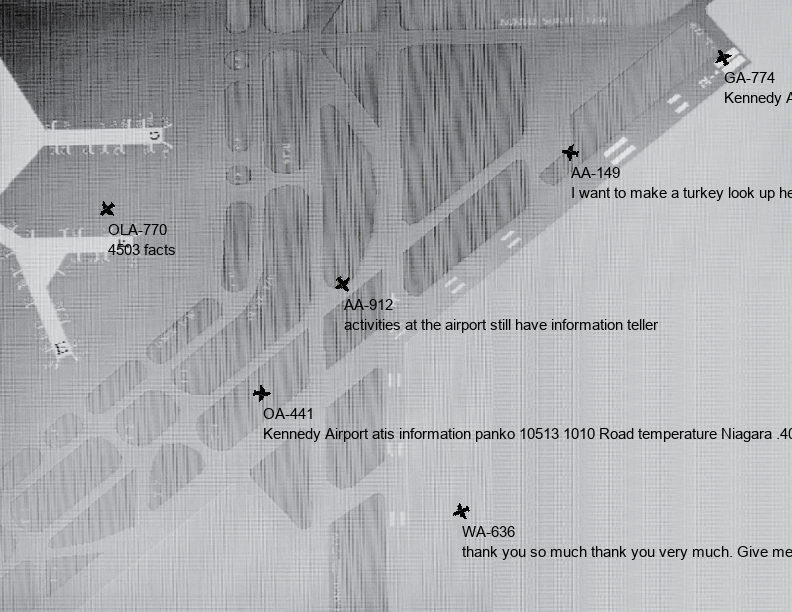 GA-774
Kennedy A
AA-149
I want to make a turkey look up he
OLA-770
4503 facts
AA-912
activities at the airport still have information teller
OA-441
Kennedy Airport atis information panko 10513 1010 Road temperature Niagara .40
WA-636
thank you so much thank you very much. Give me